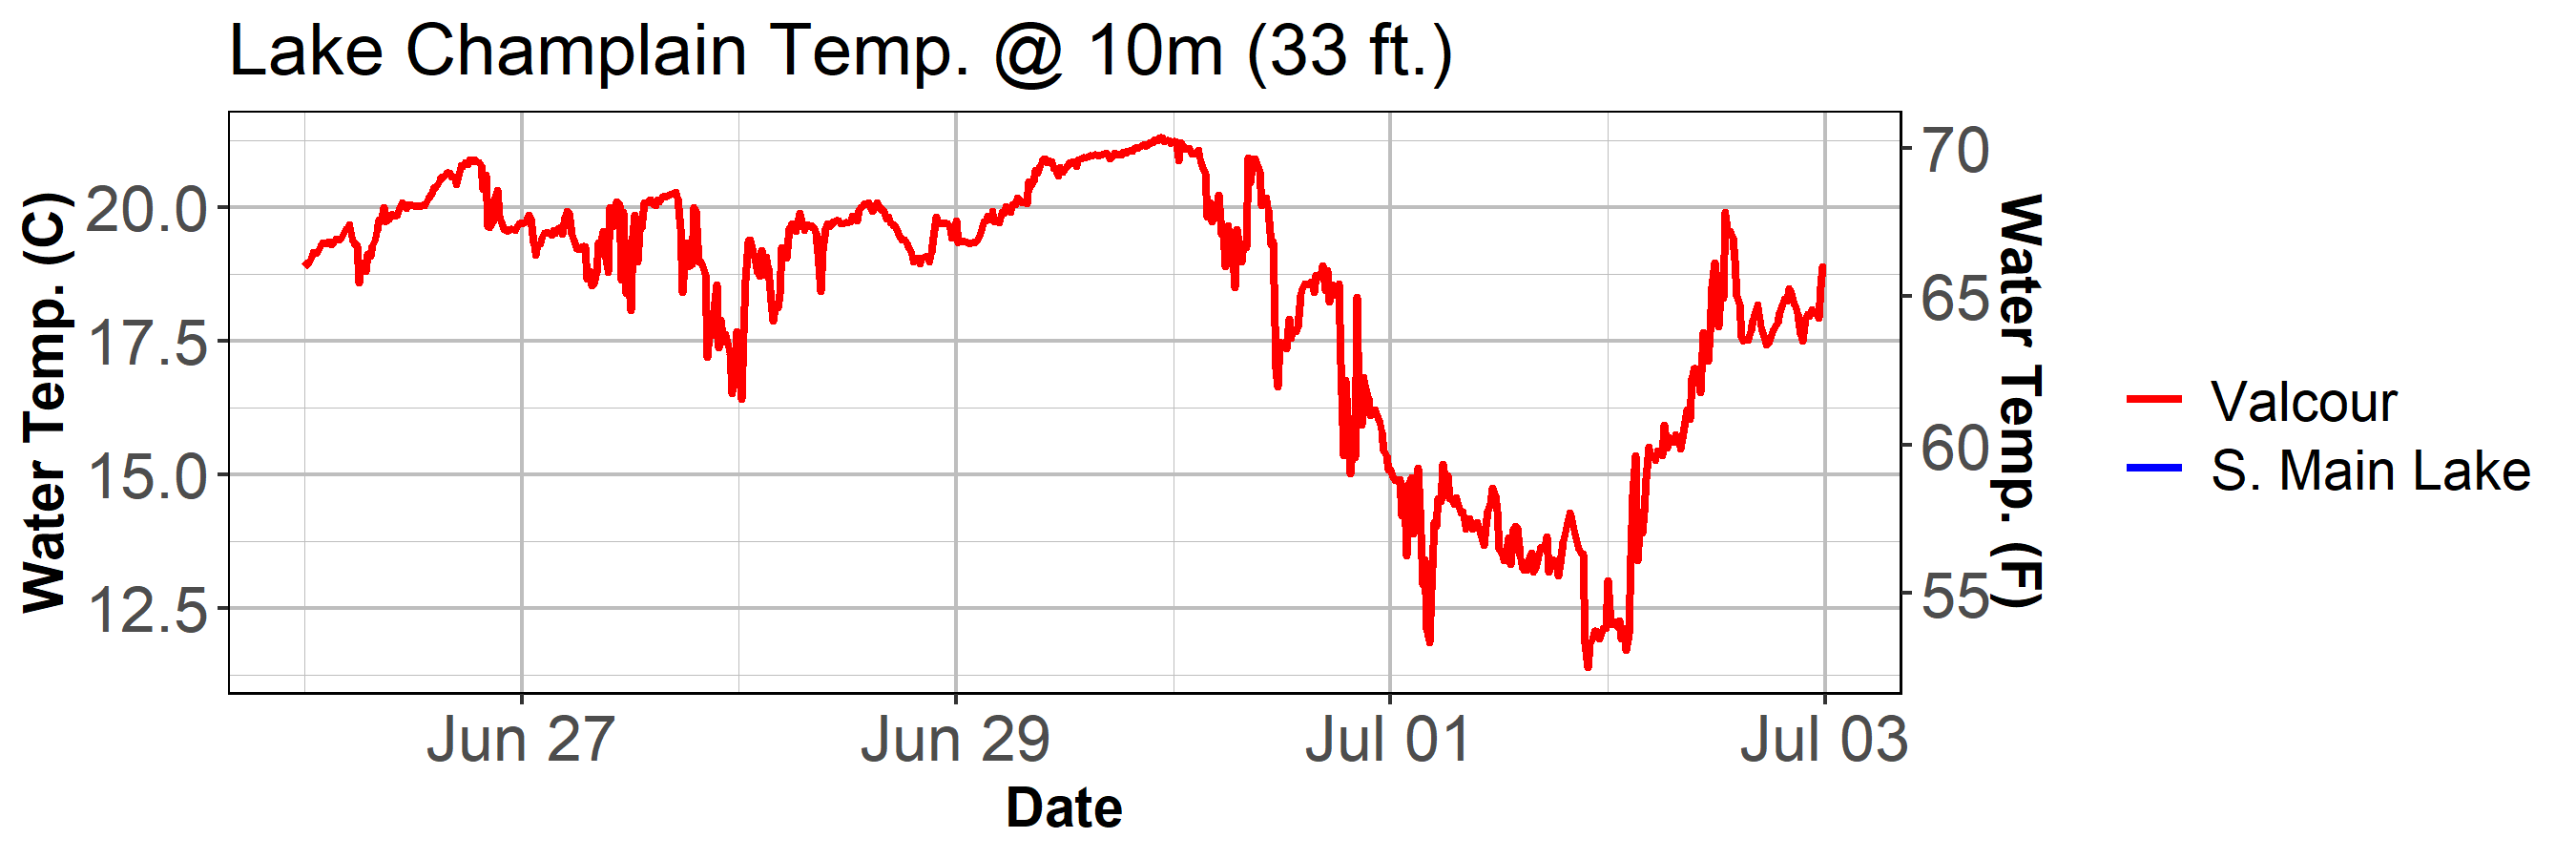 Lake Champlain Temp. @ 10m (33 ft.)
Water Temp. (C)
20.0
17.5
15.0
12.5
70
65
60
55
Water Temp. (F)
Jun 27
Jun 29
Jul 01
Jul 03
Date
Valcour
S. Main Lake